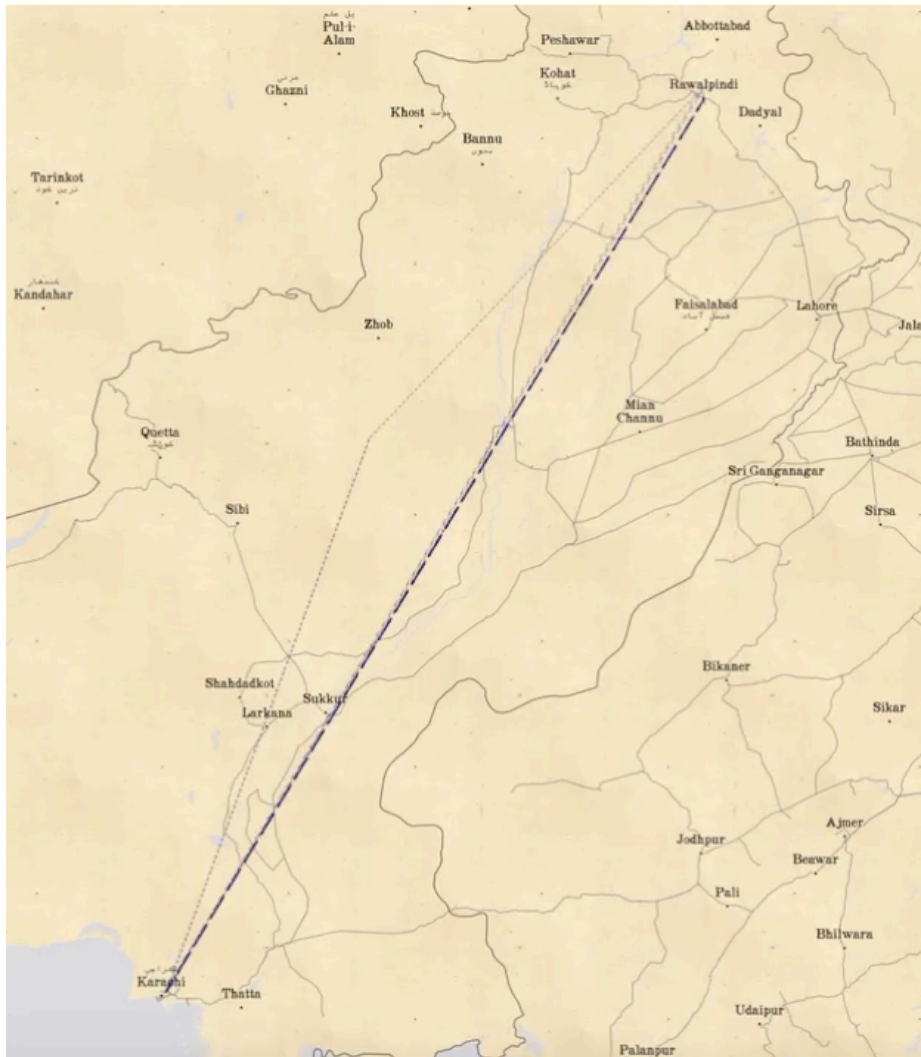 Pul-i-
Alam
Abbottabad
Peshawar
Kohat
Rawalpindi
Ghazni
Khost
Dadyal
Bannu
Tarinkot
Kandahar
Faisalabad
Lahore
Zhob
Mian
Channu
Quetta
Bathinda
Sri Ganganagar
Sibi
Sirsa
Bikaner
Shahdadkot
Sukkur
Larkana
Sikar
Ajmer
Jodhpur
Beawar
Pali
Bhilwara
Karachi
Thatta
Udaipur
Palanpur